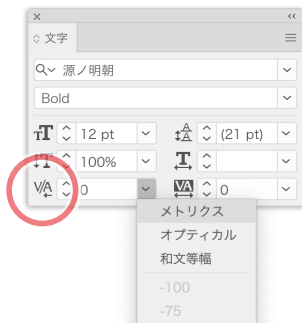 文字
源ノ明朝
Bold
12 pt
(21 pt)
100%
0
0
メトリクス
オプティカル
和文等幅
-100
-75